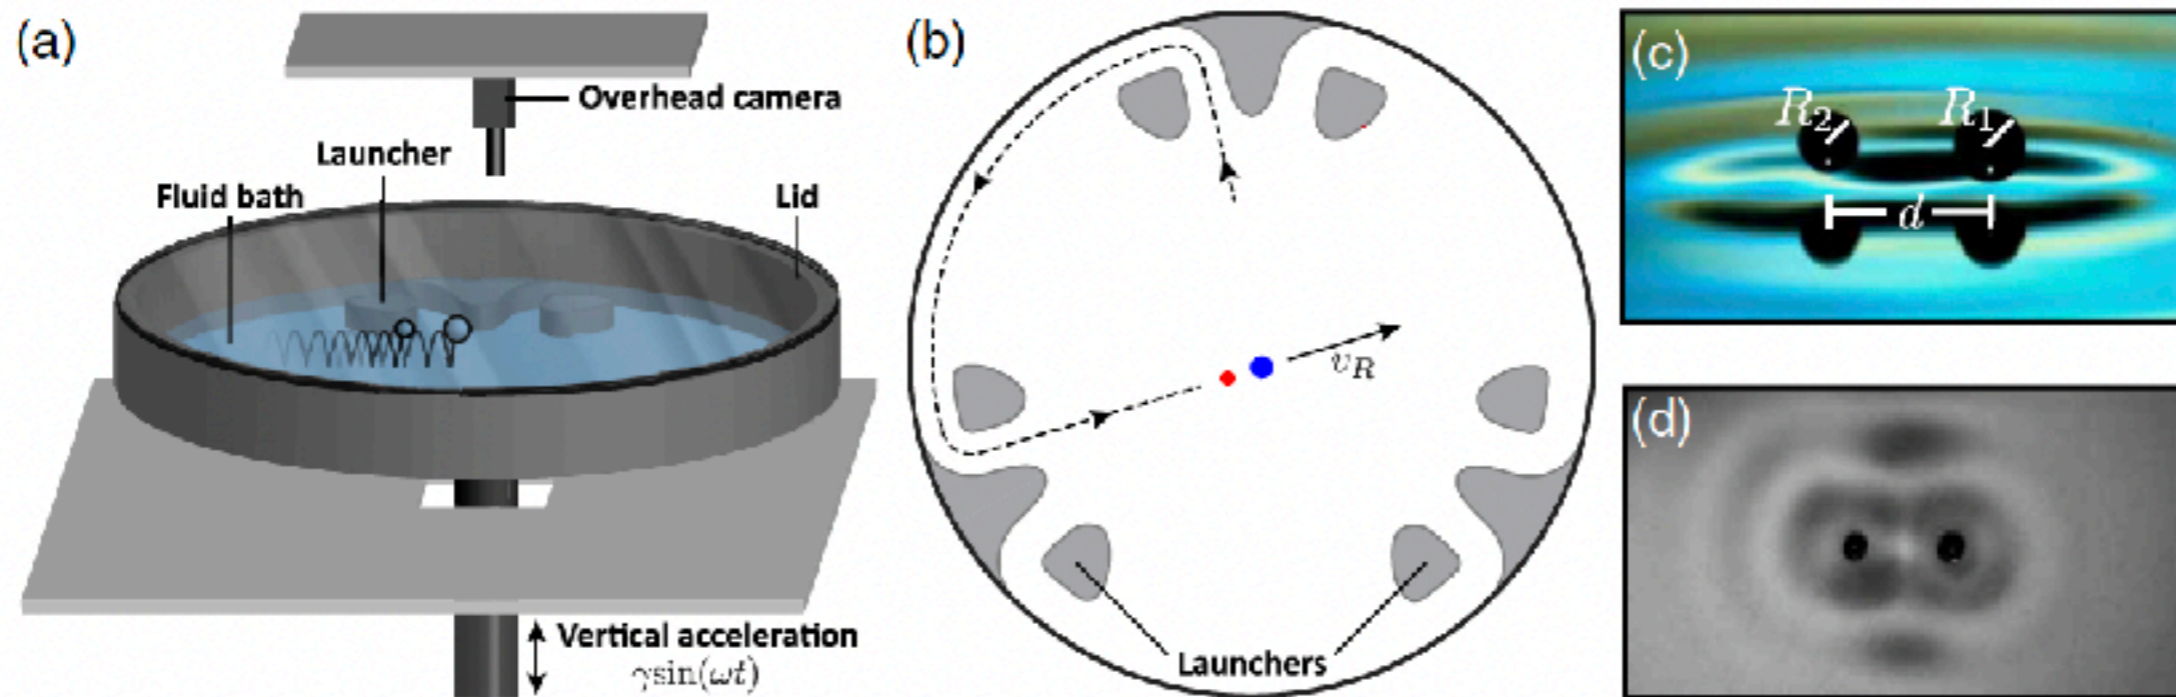 (a)
Overhead camera
Launcher
Fluid bath
Lid
Vertical acceleration
γsin(ωt)
(b)
v_R
Launchers
(c)
R_2
R_1
d
(d)